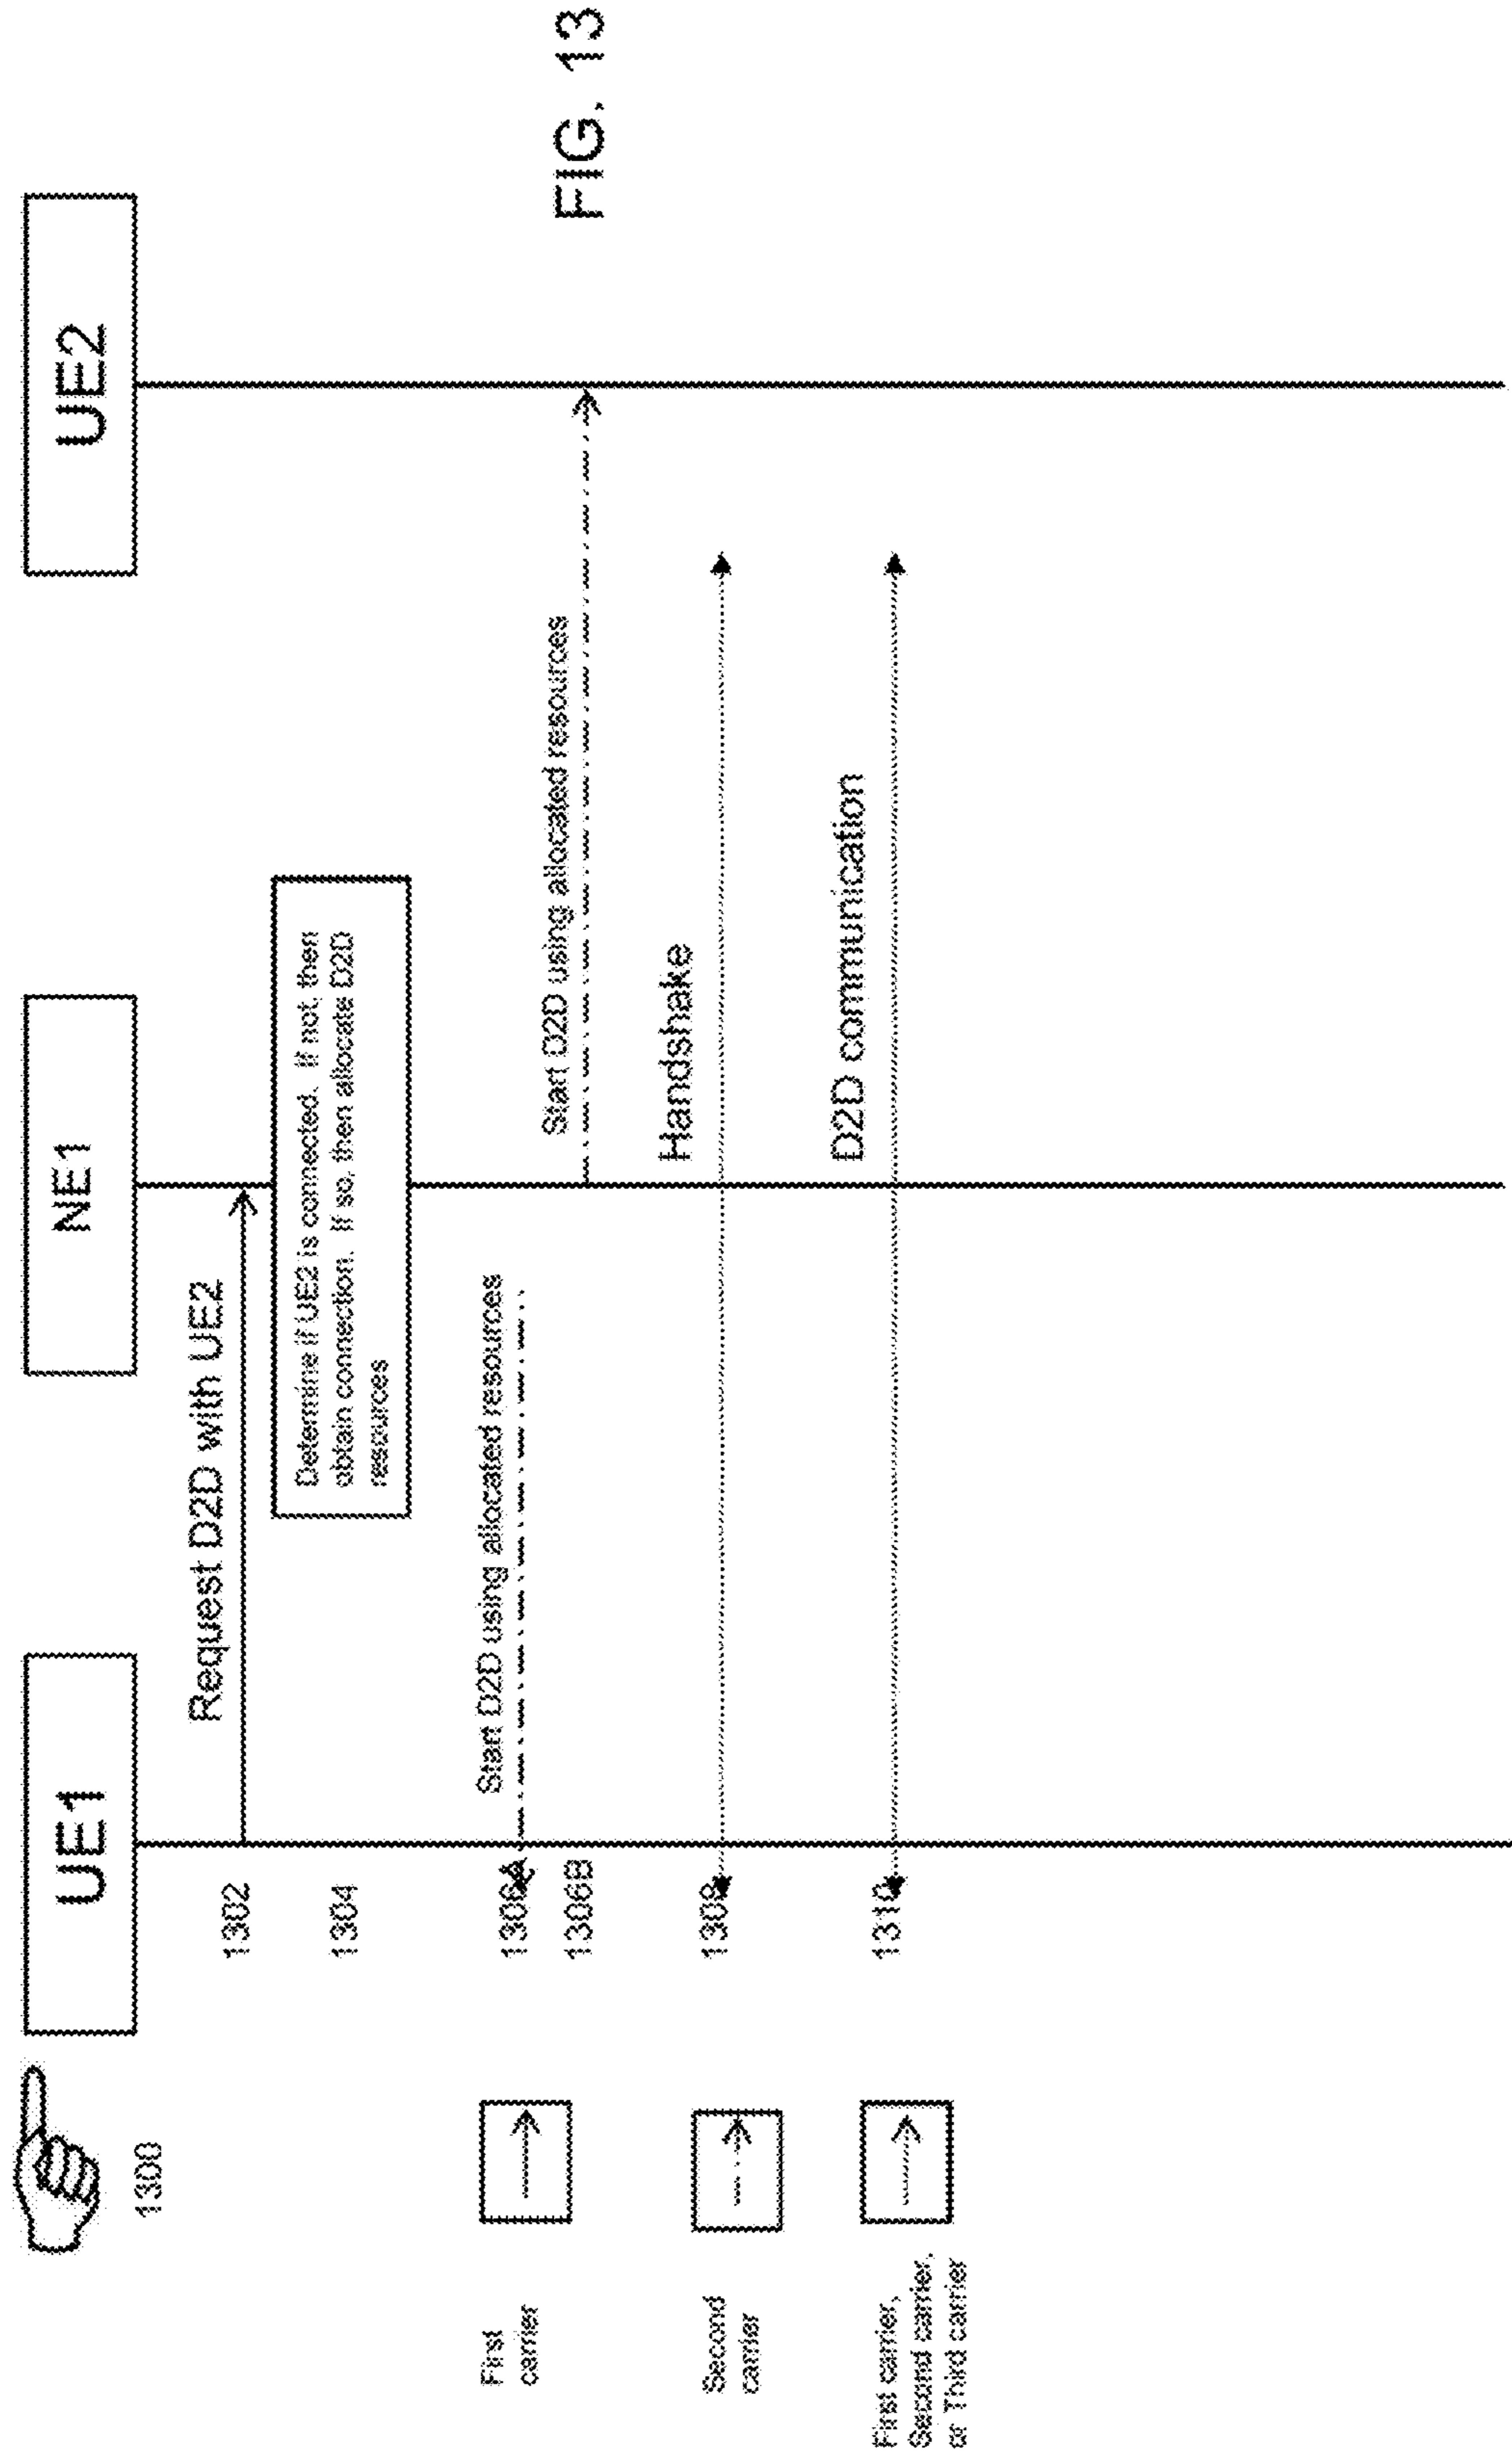 UE1
NE1
UE2
1300
Request D2D with UE2
1302
Determine if UE2 is connected. If not, then
obtain connection. If so, then allocate D2D
resources
1304
Start D2D using allocated resources
1306A
Start D2D using allocated resources
1306B
Handshake
1308
D2D communication
1310
First
carrier
Second
carrier
First carrier,
Second carrier,
or Third carrier
FIG. 13